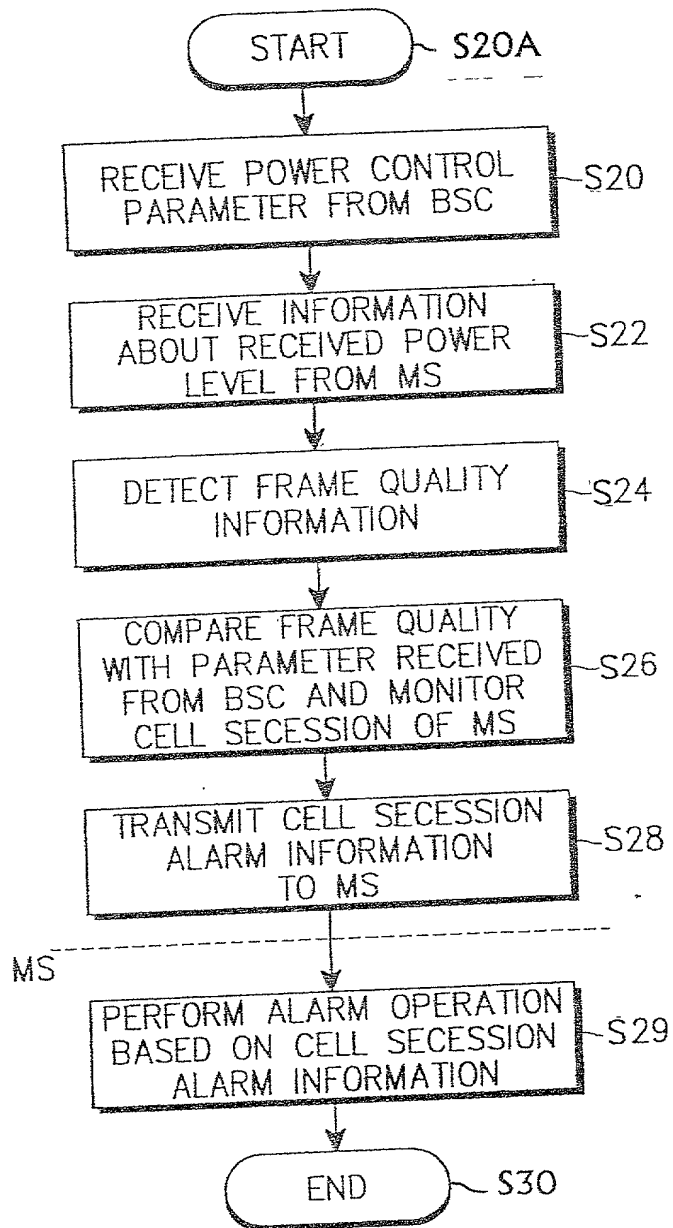 START
S20A
RECEIVE POWER CONTROL
PARAMETER FROM BSC
S20
RECEIVE INFORMATION
ABOUT RECEIVED POWER
LEVEL FROM MS
S22
DETECT FRAME QUALITY
INFORMATION
S24
COMPARE FRAME QUALITY
WITH PARAMETER RECEIVED
FROM BSC AND MONITOR
CELL SECESSION OF MS
S26
TRANSMIT CELL SECESSION
ALARM INFORMATION
TO MS
S28
MS
PERFORM ALARM OPERATION
BASED ON CELL SECESSION
ALARM INFORMATION
S29
END
S30